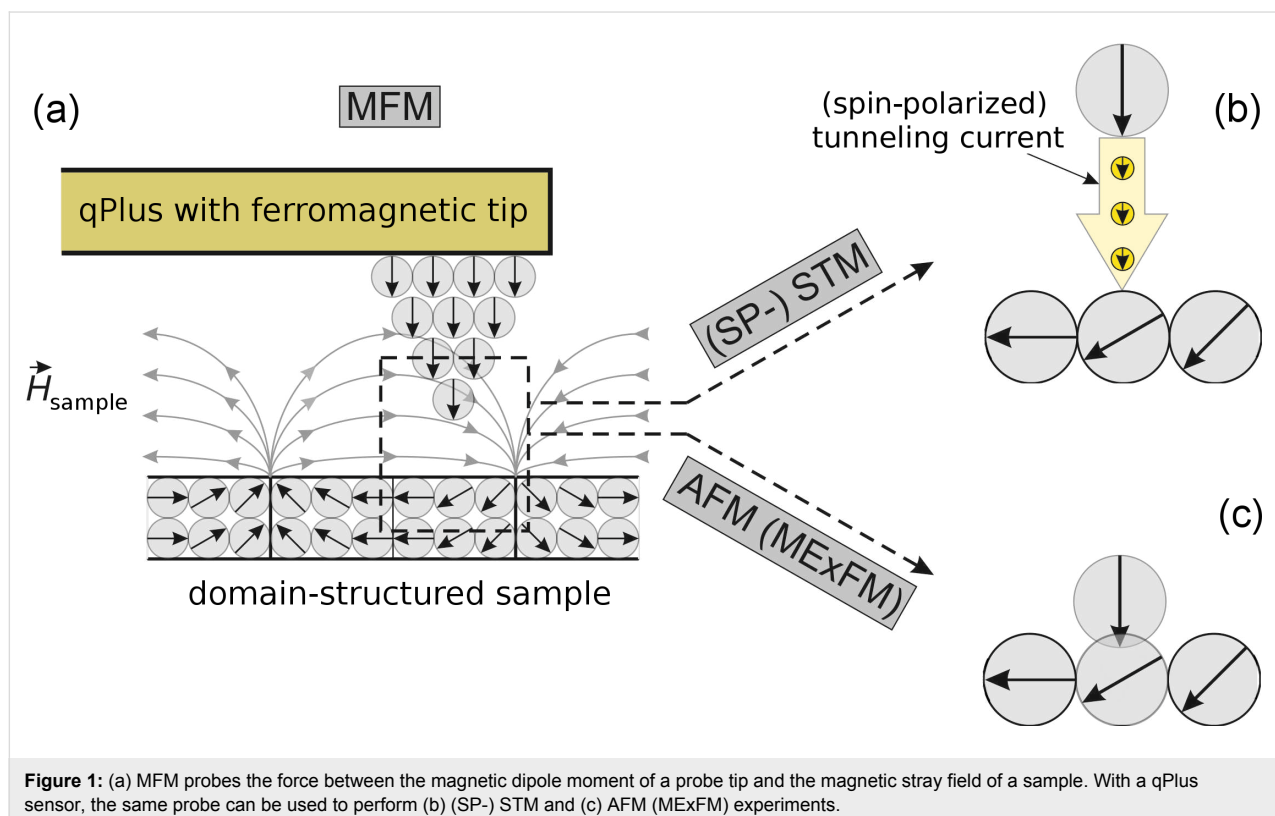 (a)
MFM
qPlus with ferromagnetic tip
H sample
domain-structured sample
(SP-) STM
AFM (MExFM)
(spin-polarized)
tunneling current
(b)
(c)
Figure 1: (a) MFM probes the force between the magnetic dipole moment of a probe tip and the magnetic stray field of a sample. With a qPlus
sensor, the same probe can be used to perform (b) (SP-) STM and (c) AFM (MExFM) experiments.